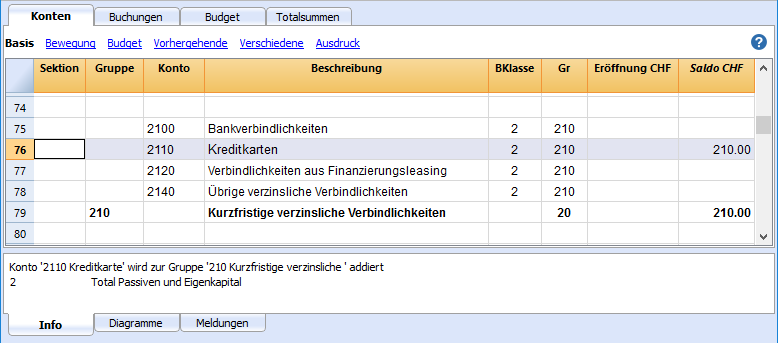 Konten Buchungen Budget Totalsummen
Basis Bewegung Budget Vorhergehende Verschiedene Ausdruck ?
Sektion Gruppe Konto Beschreibung BKlasse Gr Eröffnung CHF Saldo CHF
74
75 2100 Bankverbindlichkeiten 2 210
76 2110 Kreditkarten 2 210 210.00
77 2120 Verbindlichkeiten aus Finanzierungsleasing 2 210
78 2140 Übrige verzinsliche Verbindlichkeiten 2 210
79 210 Kurzfristige verzinsliche Verbindlichkeiten 20 210.00
80
Konto '2110 Kreditkarte' wird zur Gruppe '210 Kurzfristige verzinsliche ' addiert
2 Total Passiven und Eigenkapital
Info Diagramme Meldungen